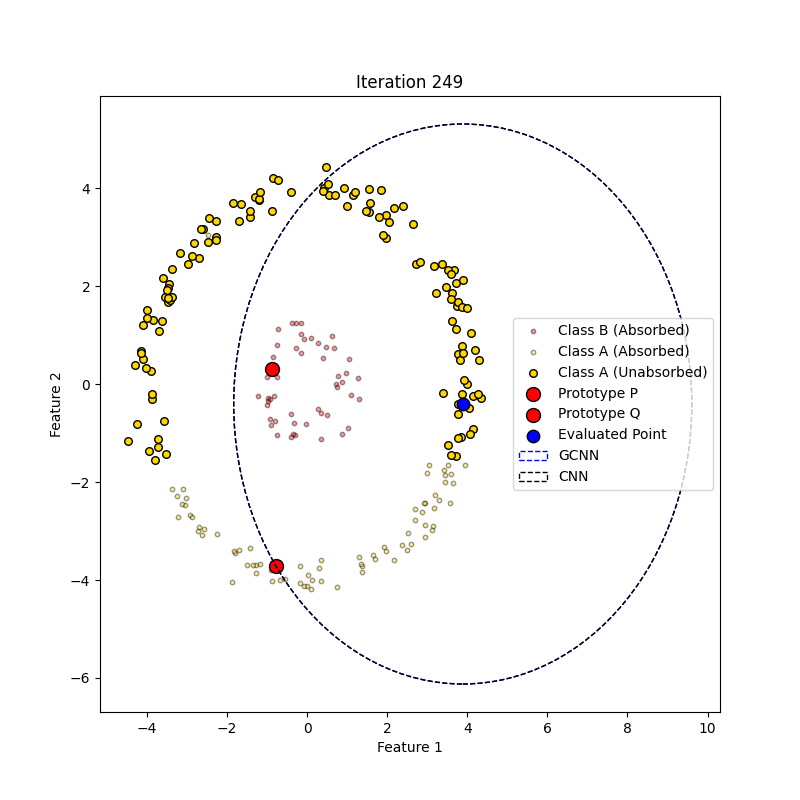 Iteration 249
Feature 2
4
2
0
−2
−4
−6
Class B (Absorbed)
Class A (Absorbed)
Class A (Unabsorbed)
Prototype P
Prototype Q
Evaluated Point
GCNN
CNN
−4
−2
0
2
4
6
8
10
Feature 1